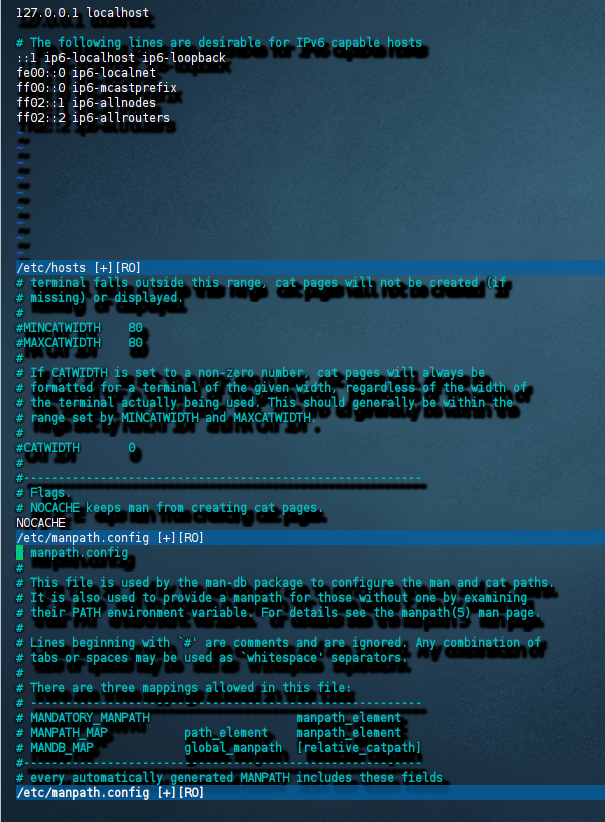 127.0.0.1 localhost
# The following lines are desirable for IPv6 capable hosts
::1 ip6-localhost ip6-loopback
fe00::0 ip6-localnet
ff00::0 ip6-mcastprefix
ff02::1 ip6-allnodes
ff02::2 ip6-allrouters
~
~
~
~
~
~
~
~
~
/etc/hosts [+][RO]
# terminal falls outside this range, cat pages will not be created (if
# missing) or displayed.
#
#MINCATWIDTH    80
#MAXCATWIDTH    80
#
# If CATWIDTH is set to a non-zero number, cat pages will always be
# formatted for a terminal of the given width, regardless of the width of
# the terminal actually being used. This should generally be within the
# range set by MINCATWIDTH and MAXCATWIDTH.
#
#CATWIDTH       0
#
#---------------------------------------------------------
# Flags.
# NOCACHE keeps man from creating cat pages.
NOCACHE
/etc/manpath.config [+][RO]
# manpath.config
#
# This file is used by the man-db package to configure the man and cat paths.
# It is also used to provide a manpath for those without one by examining
# their PATH environment variable. For details see the manpath(5) man page.
#
# Lines beginning with `#' are comments and are ignored. Any combination of
# tabs or spaces may be used as `whitespace' separators.
#
# There are three mappings allowed in this file:
# --------------------------------------------------------
# MANDATORY_MANPATH                     manpath_element
# MANPATH_MAP           path_element    manpath_element
# MANDB_MAP             global_manpath  [relative_catpath]
#---------------------------------------------------------
# every automatically generated MANPATH includes these fields
/etc/manpath.config [+][RO]